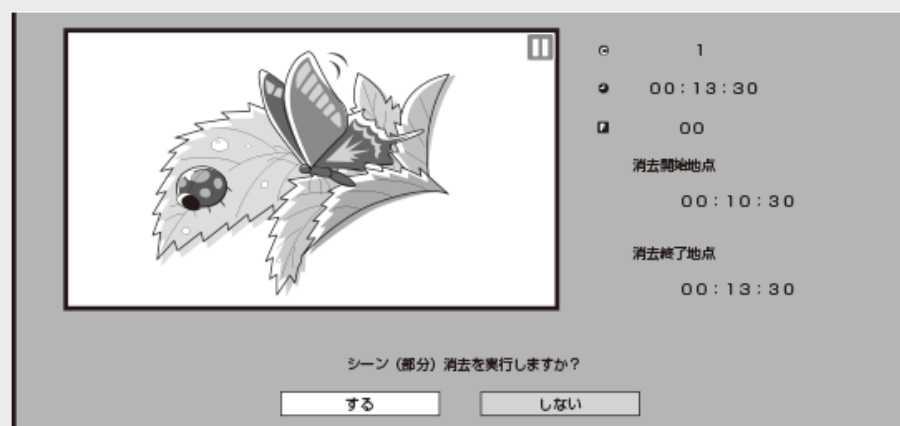 1
00:13:30
00
消去開始地点
00:10:30
消去終了地点
00:13:30
シーン（部分）消去を実行しますか？
する
しない